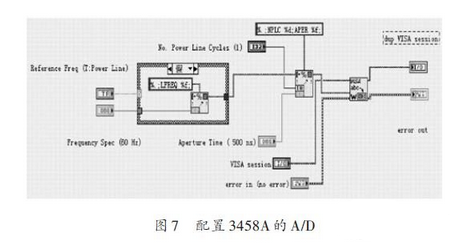 %.;NPLC %d;APER %f;
No. Power Line Cycles (1)
dup VISA session
Reference Freq (T:Power Line)
%.;LFREQ %f;
Frequency Spec (60 Hz)
Aperture Time ( 500 ns)
VISA session
error in (no error)
error out
图 7 配置 3458A 的 A/D